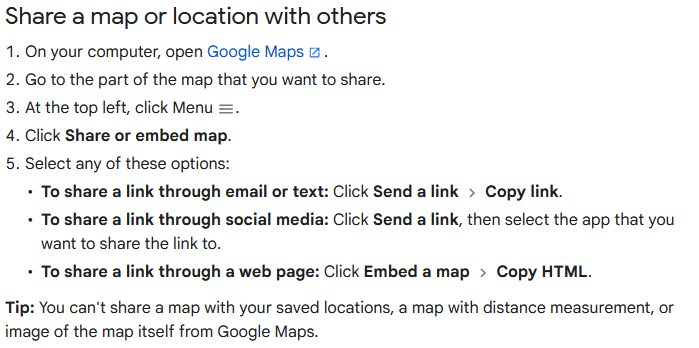 Share a map or location with others
1. On your computer, open Google Maps .
2. Go to the part of the map that you want to share.
3. At the top left, click Menu .
4. Click Share or embed map.
5. Select any of these options:
• To share a link through email or text: Click Send a link > Copy link.
• To share a link through social media: Click Send a link, then select the app that you
want to share the link to.
• To share a link through a web page: Click Embed a map > Copy HTML.
Tip: You can't share a map with your saved locations, a map with distance measurement, or
image of the map itself from Google Maps.